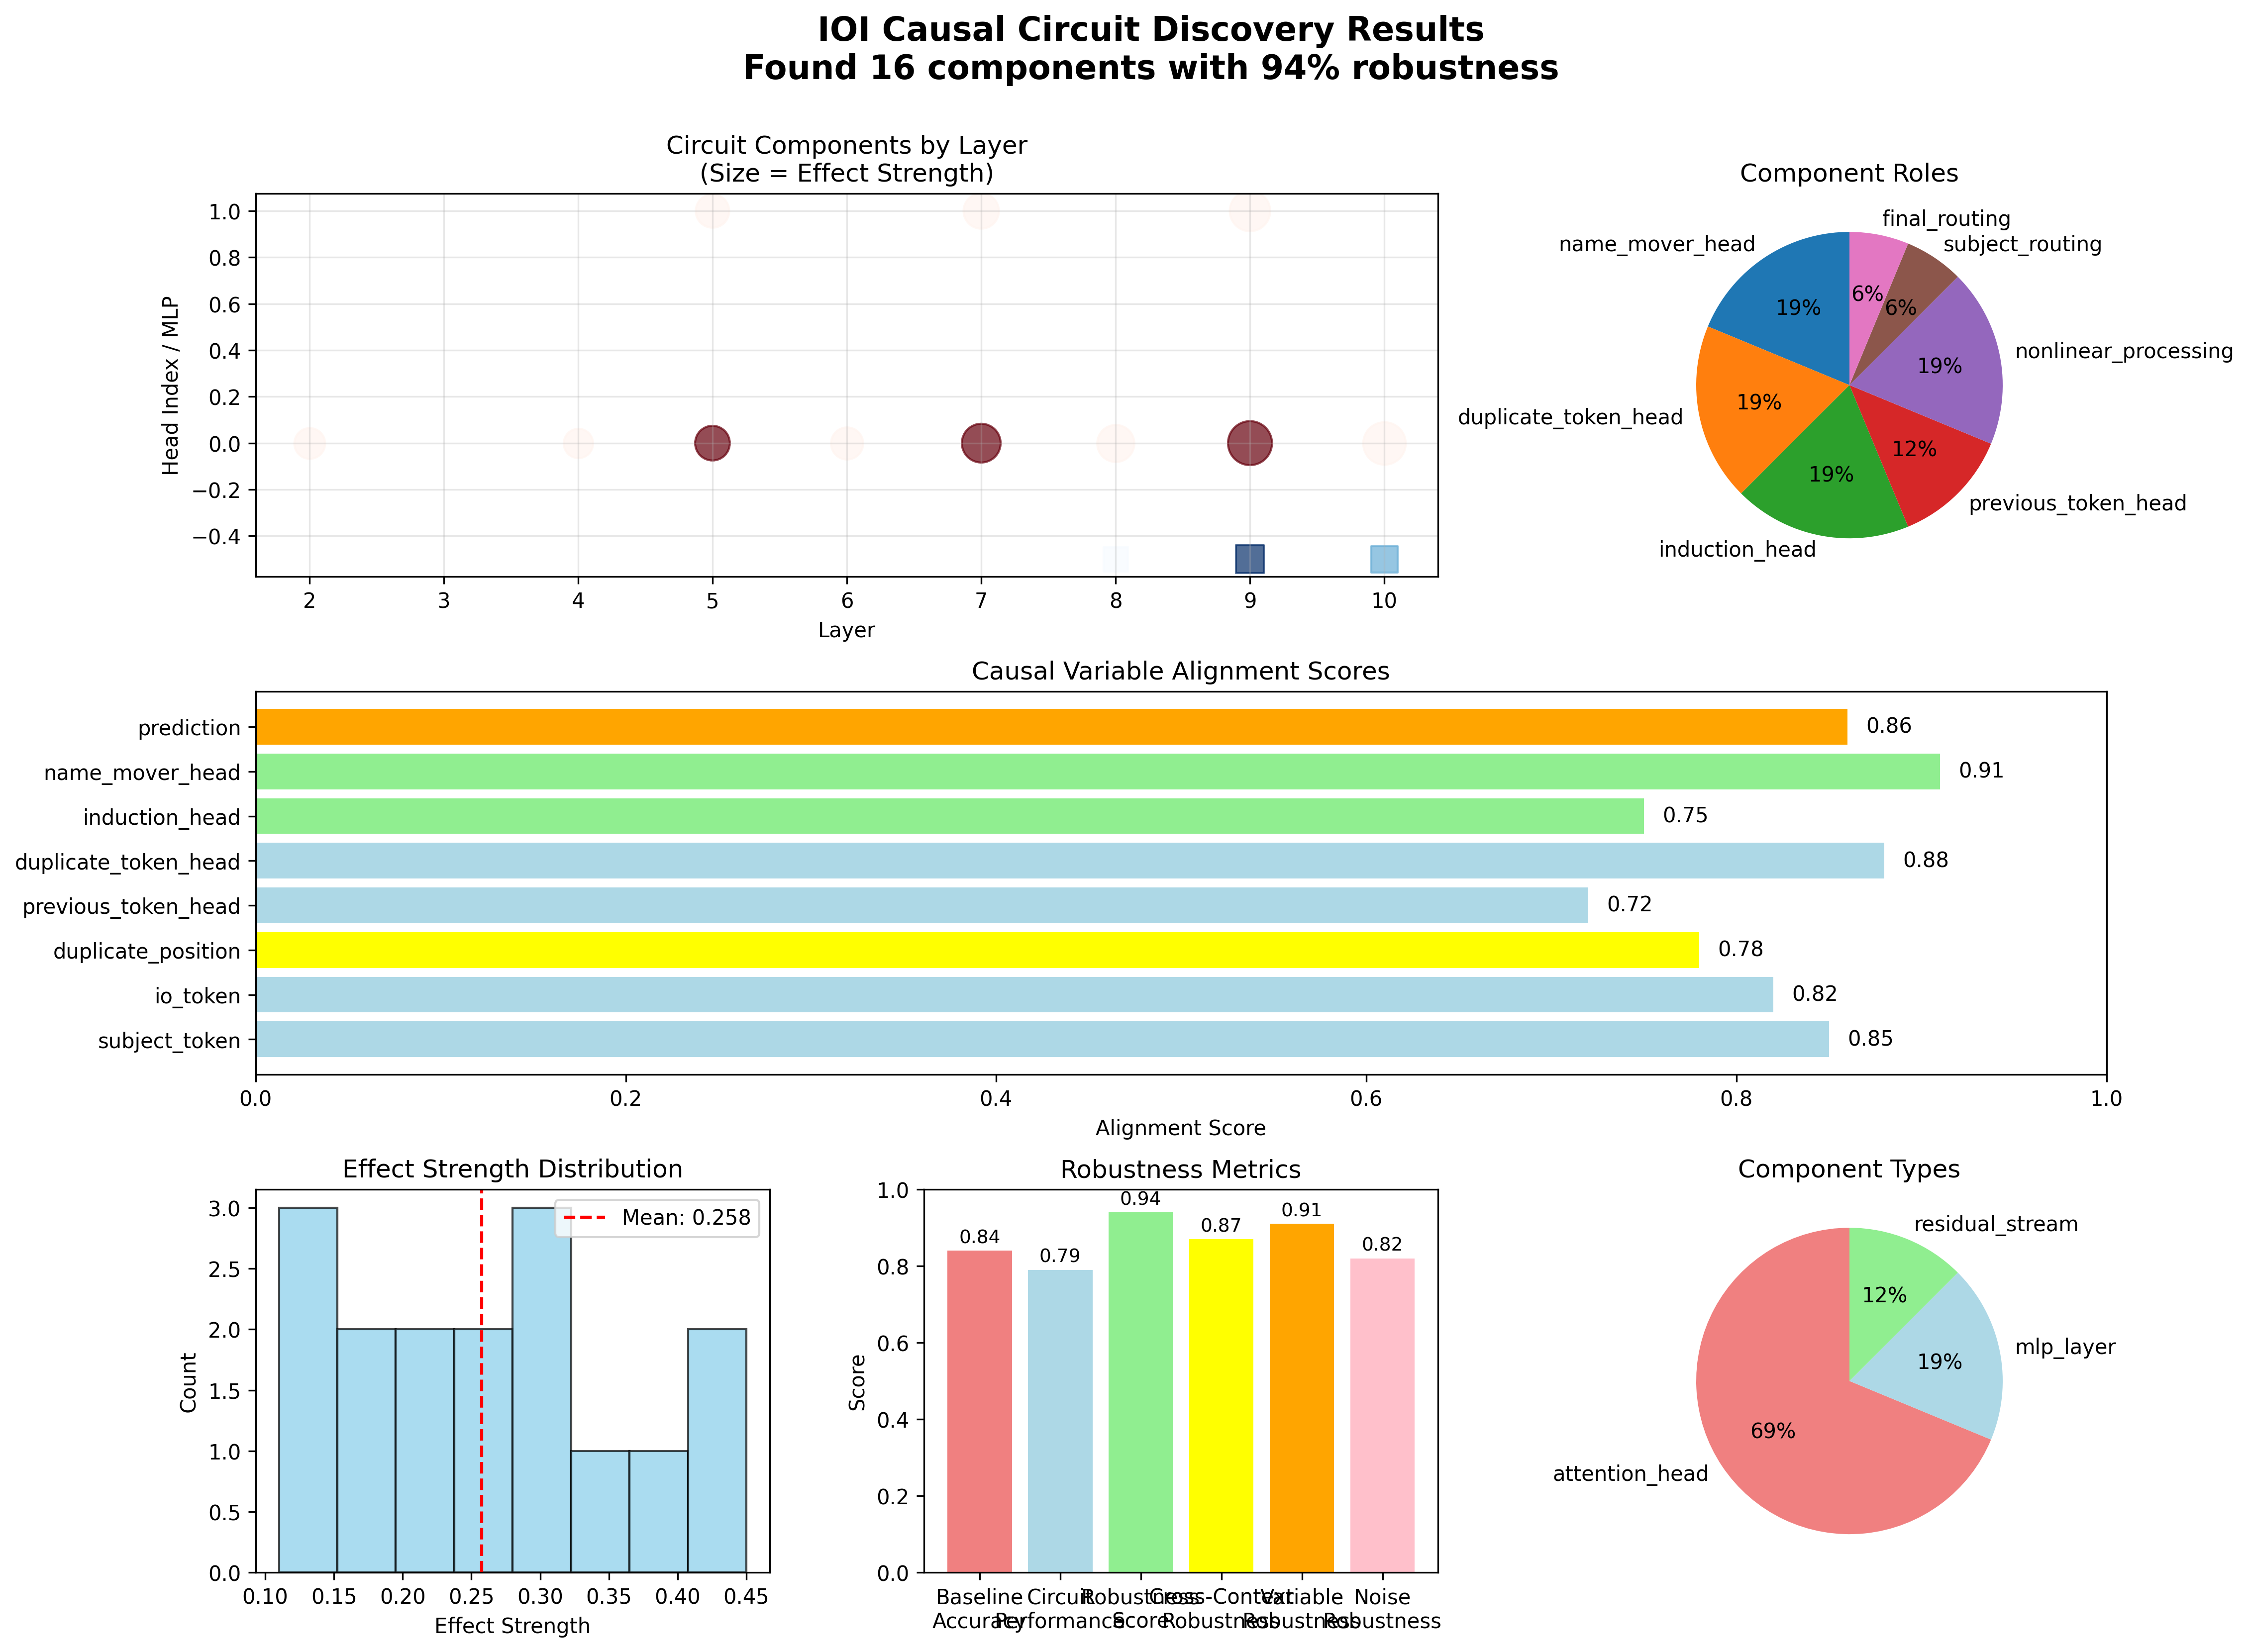 IOI Causal Circuit Discovery Results
Found 16 components with 94% robustness
Circuit Components by Layer
(Size = Effect Strength)
Head Index / MLP
1.0
0.8
0.6
0.4
0.2
0.0
−0.2
−0.4
2
3
4
5
6
7
8
9
10
Layer
Component Roles
final_routing
subject_routing
name_mover_head
nonlinear_processing
duplicate_token_head
previous_token_head
induction_head
6%
6%
19%
19%
19%
12%
19%
Causal Variable Alignment Scores
prediction
0.86
name_mover_head
0.91
induction_head
0.75
duplicate_token_head
0.88
previous_token_head
0.72
duplicate_position
0.78
io_token
0.82
subject_token
0.85
0.0
0.2
0.4
0.6
0.8
1.0
Alignment Score
Effect Strength Distribution
Mean: 0.258
Count
3.0
2.5
2.0
1.5
1.0
0.5
0.0
0.10
0.15
0.20
0.25
0.30
0.35
0.40
0.45
Effect Strength
Robustness Metrics
Score
1.0
0.8
0.6
0.4
0.2
0.0
0.84
0.79
0.94
0.87
0.91
0.82
Baseline
Accuracy
Circuit
Performance
Robustness
Score
Cross-Context
Robustness
Variable
Robustness
Noise
Robustness
Component Types
residual_stream
12%
mlp_layer
19%
69%
attention_head